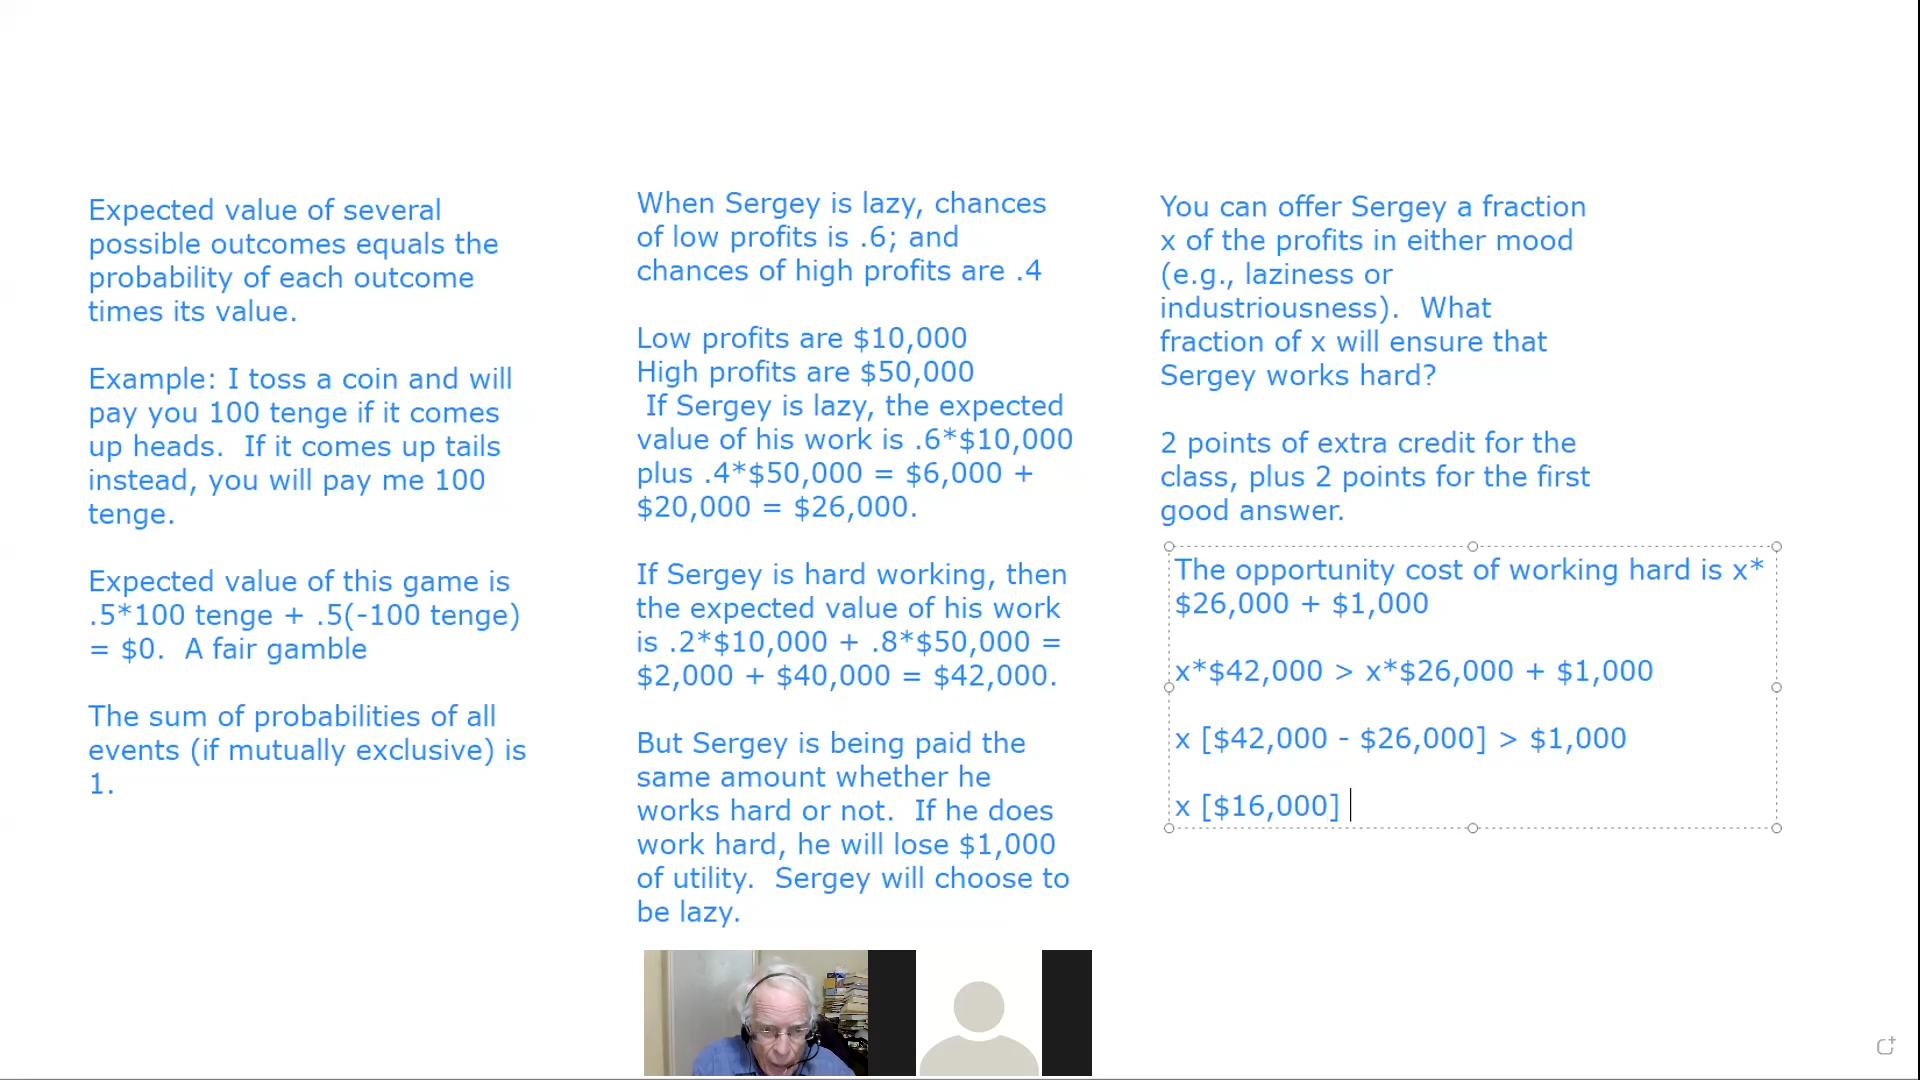 Expected value of several
possible outcomes equals the
probability of each outcome
times its value.
Example: I toss a coin and will
pay you 100 tenge if it comes
up heads.  If it comes up tails
instead, you will pay me 100
tenge.
Expected value of this game is
.5*100 tenge + .5(-100 tenge)
= $0.  A fair gamble
The sum of probabilities of all
events (if mutually exclusive) is
1.
When Sergey is lazy, chances
of low profits is .6; and
chances of high profits are .4
Low profits are $10,000
High profits are $50,000
If Sergey is lazy, the expected
value of his work is .6*$10,000
plus .4*$50,000 = $6,000 +
$20,000 = $26,000.
If Sergey is hard working, then
the expected value of his work
is .2*$10,000 + .8*$50,000 =
$2,000 + $40,000 = $42,000.
But Sergey is being paid the
same amount whether he
works hard or not.  If he does
work hard, he will lose $1,000
of utility.  Sergey will choose to
be lazy.
You can offer Sergey a fraction
x of the profits in either mood
(e.g., laziness or
industriousness).  What
fraction of x will ensure that
Sergey works hard?
2 points of extra credit for the
class, plus 2 points for the first
good answer.
The opportunity cost of working hard is x*
$26,000 + $1,000
x*$42,000 > x*$26,000 + $1,000
x [$42,000 - $26,000] > $1,000
x [$16,000]